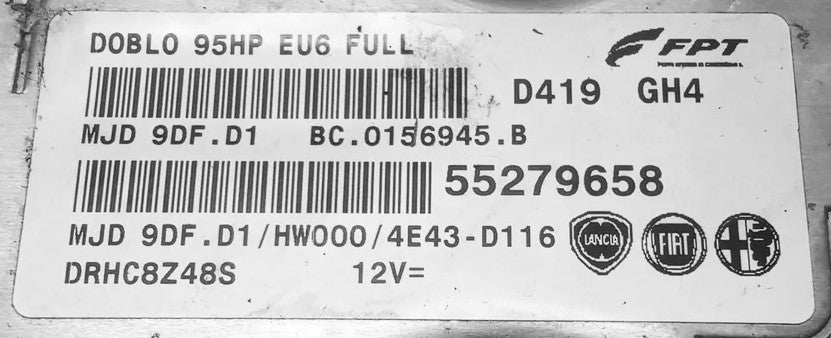 DOBLO 95HP EU6 FULL
FPT
D419 GH4
MJD 9DF.D1 BC.0156945.B
55279658
MJD 9DF.D1/HW000/4E43-D116
LANCIA
FIAT
DRHC8Z48S 12V=